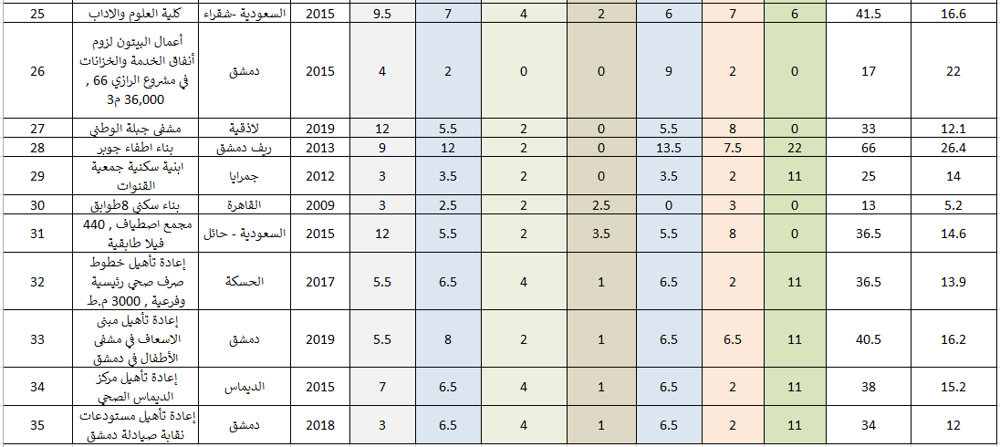 25 كلية العلوم والاداب السعودية -شقراء 2015 9.5 7 4 2 6 7 6 41.5 16.6
أعمال البيتون لزوم
أنفاق الخدمة والخزانات
26 دمشق 2015 4 2 0 0 9 2 0 17 22
في مشروع الرازي 66 ,
36,000 م3
27 مشفى جبلة الوطني لاذقية 2019 12 5.5 2 0 5.5 8 0 33 12.1
28 بناء اطفاء جوبر ريف دمشق 2013 9 12 2 0 13.5 7.5 22 66 26.4
ابنية سكنية جمعية
29 جمرايا 2012 3 3.5 2 0 3.5 2 11 25 14
القنوات
30 بناء سكني 8طوابق القاهرة 2009 3 2.5 2 2.5 0 3 0 13 5.2
مجمع اصطياف , 440
31 السعودية - حائل 2015 12 5.5 2 3.5 5.5 8 0 36.5 14.6
فيلا طابقية
إعادة تأهيل خطوط
32 صرف صحي رئيسية الحسكة 2017 5.5 6.5 4 1 6.5 2 11 36.5 13.9
وفرعية , 3000 م.ط
إعادة تأهيل مبنى
33 الاسعاف في مشفى دمشق 2019 5.5 8 2 1 6.5 6.5 11 40.5 16.2
الأطفال في دمشق
إعادة تأهيل مركز
34 الديماس 2015 7 6.5 4 1 6.5 2 11 38 15.2
الديماس الصحي
إعادة تأهيل مستودعات
35 دمشق 2018 3 6.5 4 1 6.5 2 11 34 12
نقابة صيادلة دمشق